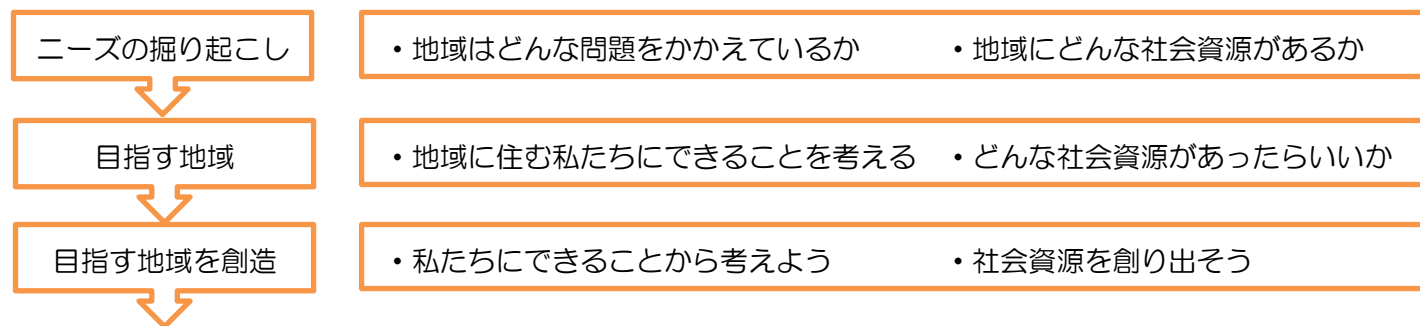 ニーズの掘り起こし
・地域はどんな問題をかかえているか ・地域にどんな社会資源があるか
目指す地域
・地域に住む私たちにできることを考える ・どんな社会資源があったらいいか
目指す地域を創造
・私たちにできることから考えよう ・社会資源を創り出そう